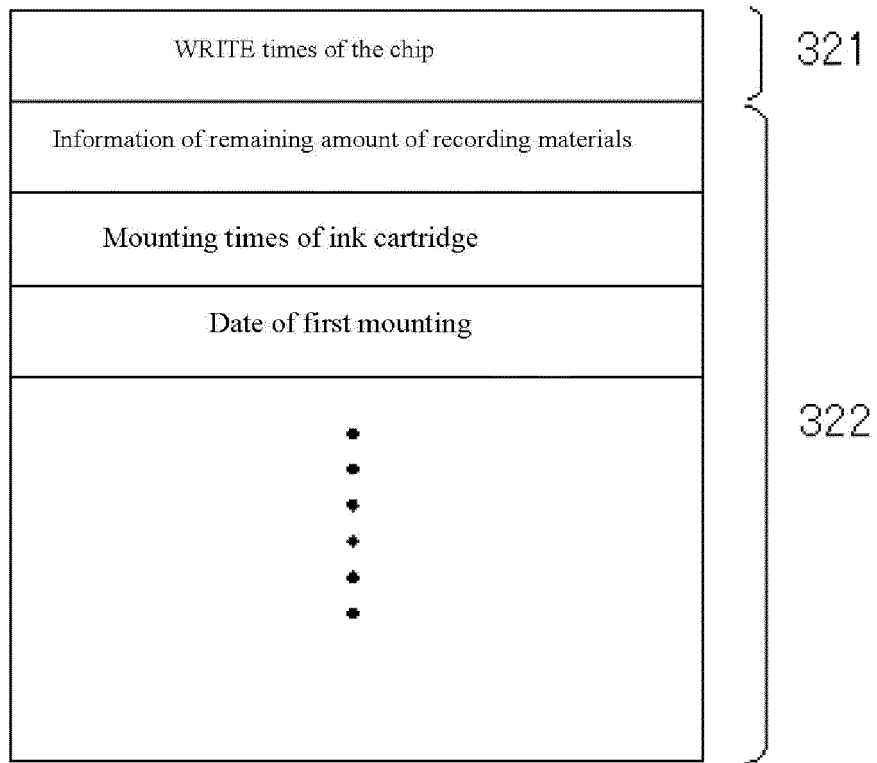 WRITE times of the chip
321
Information of remaining amount of recording materials
Mounting times of ink cartridge
Date of first mounting
322